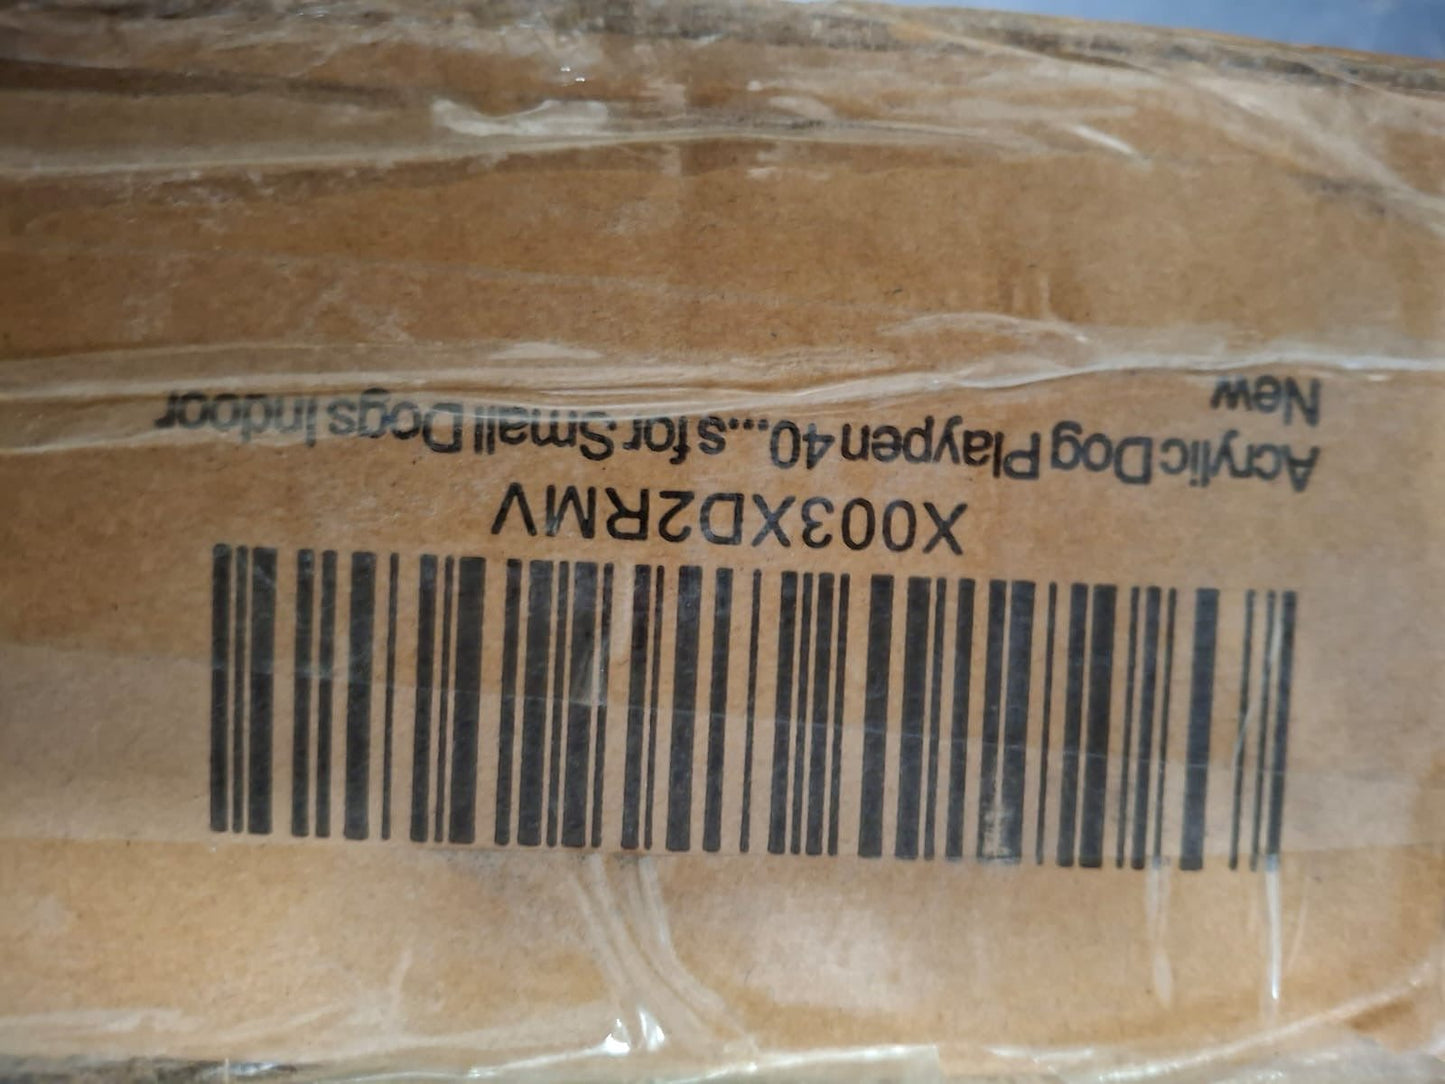 X003XD2RMV
Acrylic Dog Playpen 40...s for Small Dogs Indoor
New